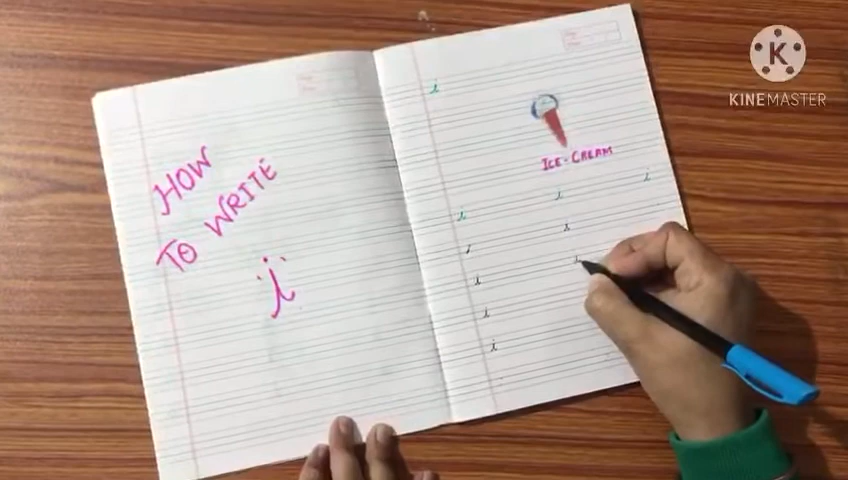 HOW
TO WRITE
'i'
i
ICE-CREAM
i i i
i i
i i
i
i
KINEMASTER